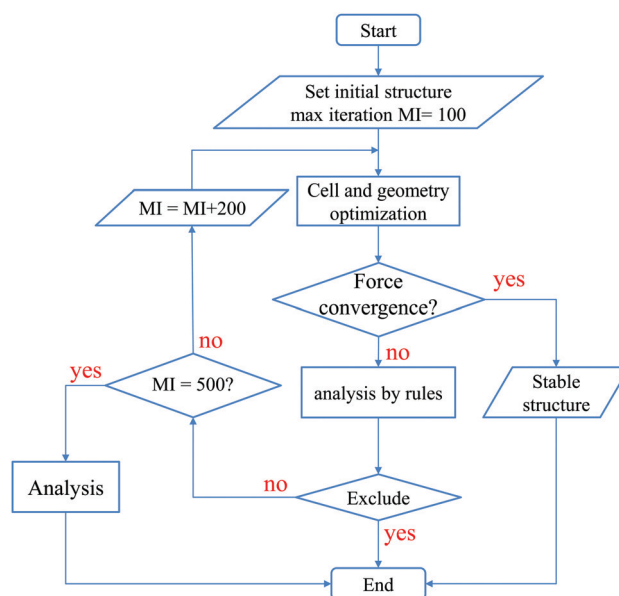 Start
Set initial structure
max iteration MI= 100
MI = MI+200
Cell and geometry
optimization
Force
convergence?
yes
no
no
yes
MI = 500?
analysis by rules
Stable
structure
Analysis
no
Exclude
yes
End